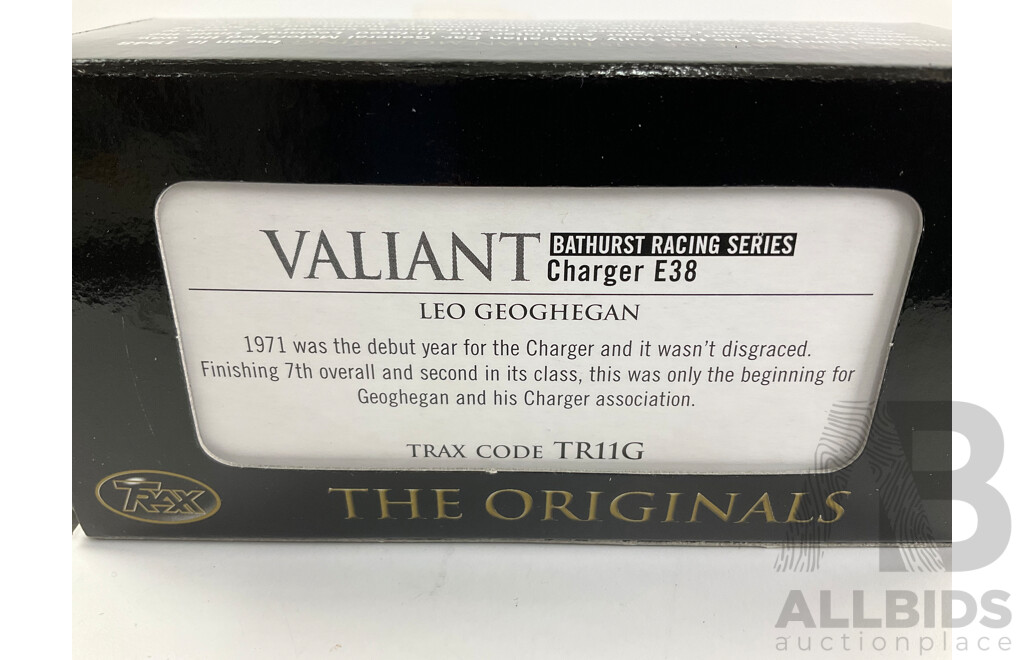 VALIANT BATHURST RACING SERIES
Charger E38
LEO GEOGHEGAN
1971 was the debut year for the Charger and it wasn't disgraced.
Finishing 7th overall and second in its class, this was only the beginning for
Geoghegan and his Charger association.
TRAX CODE TR11G
TRAX THE ORIGINALS
AB
ALLBIDS
auctionplace